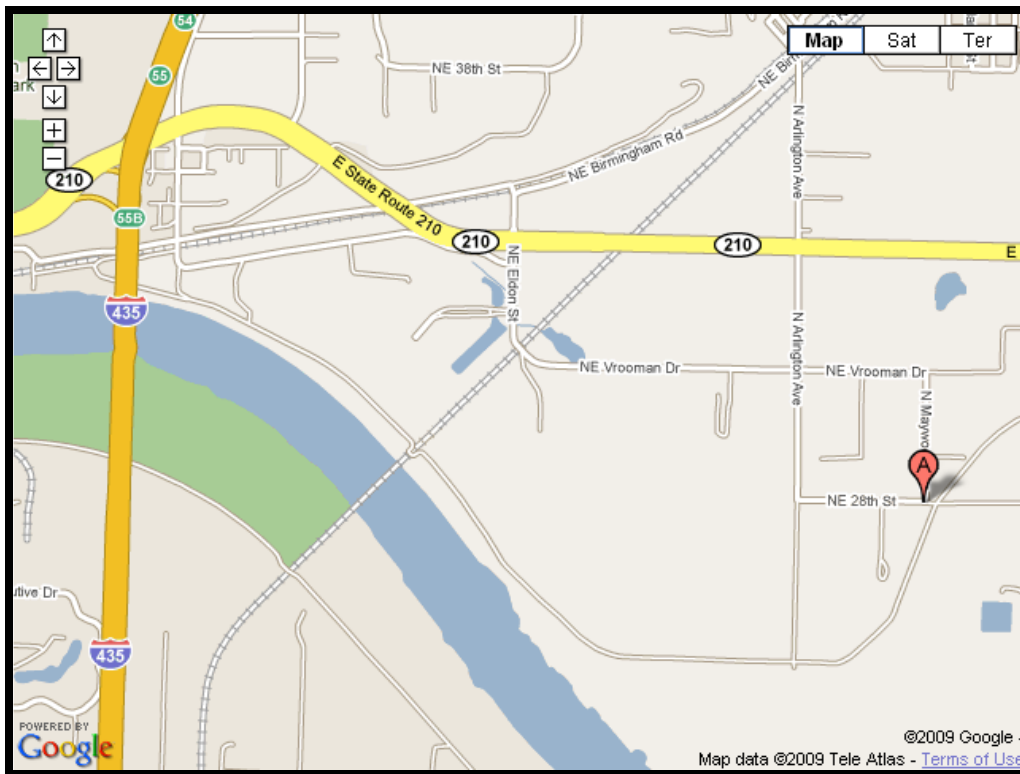 54
Map
Sat
Ter
55
NE 38th St
NE Birmingham Rd
N Arlington Ave
210
E State Route 210
55B
210
210
E
NE Eldon St
435
N Arlington Ave
NE Vrooman Dr
NE Vrooman Dr
N Maywo
A
NE 28th St
utive Dr
435
POWERED BY
Google
©2009 Google -
Map data ©2009 Tele Atlas - Terms of Use